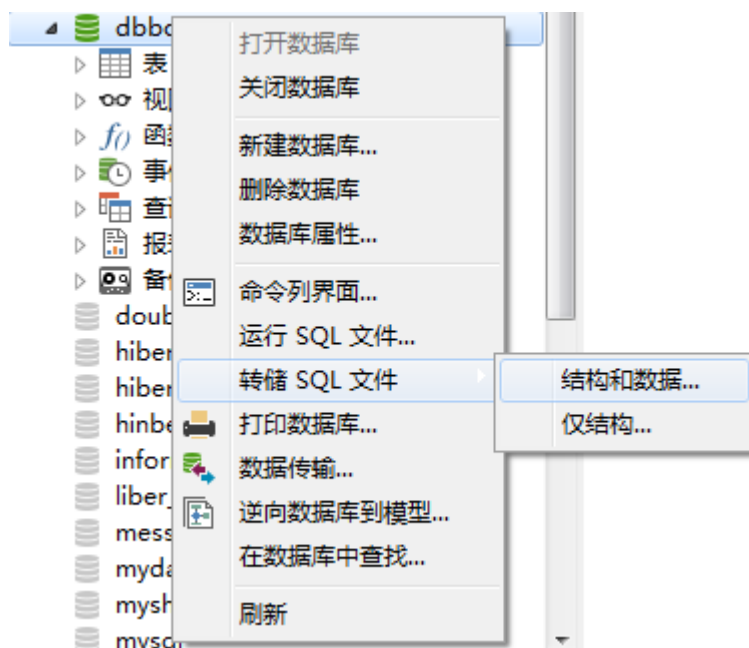 dbbo
打开数据库
表
关闭数据库
视
函
新建数据库...
事
删除数据库
查
数据库属性...
报
备
命令列界面...
doub
运行 SQL 文件...
hiber
转储 SQL 文件
结构和数据...
hiber
打印数据库...
仅结构...
hinbe
数据传输...
infor
逆向数据库到模型...
liber_
mess
在数据库中查找...
myda
mysh
刷新
mysql